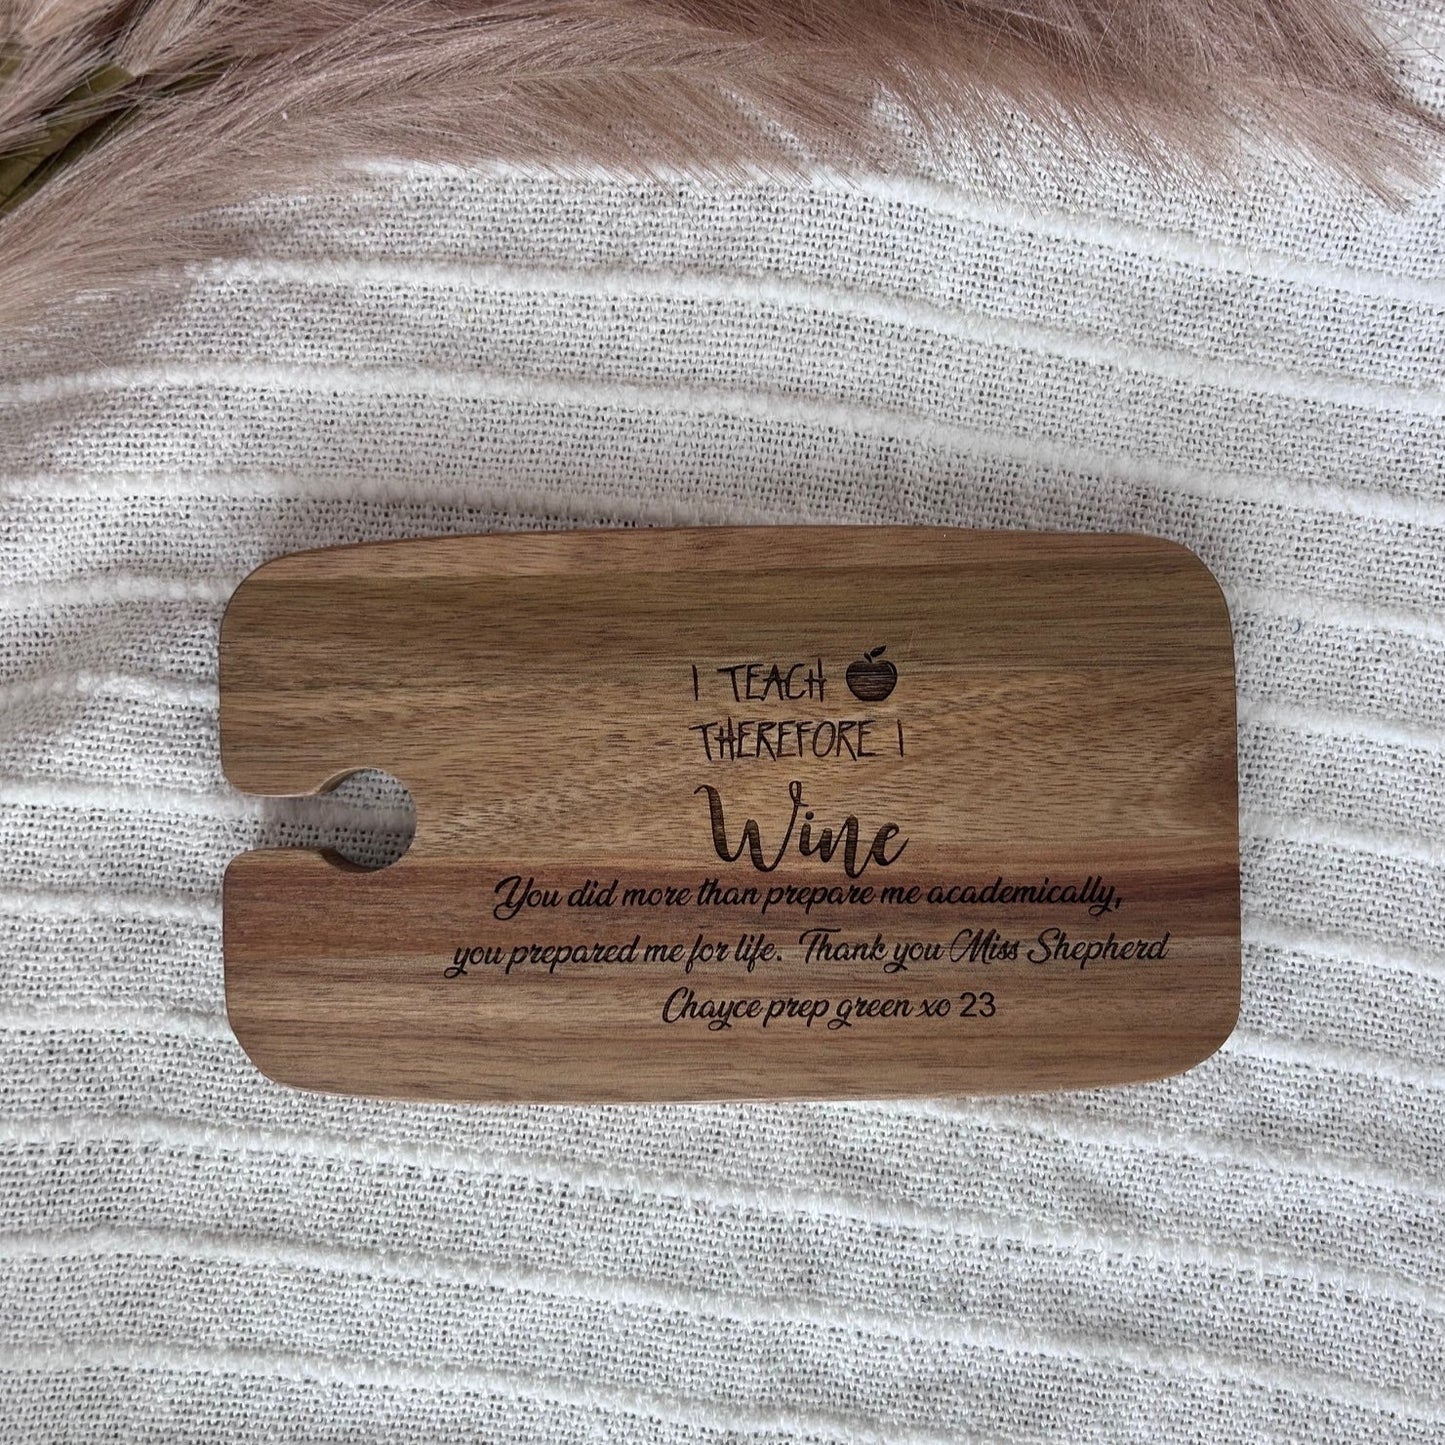 I TEACH
THEREFORE I
Wine
You did more than prepare me academically,
you prepared me for life. Thank you Miss Shepherd
Chayce prep green xo 23